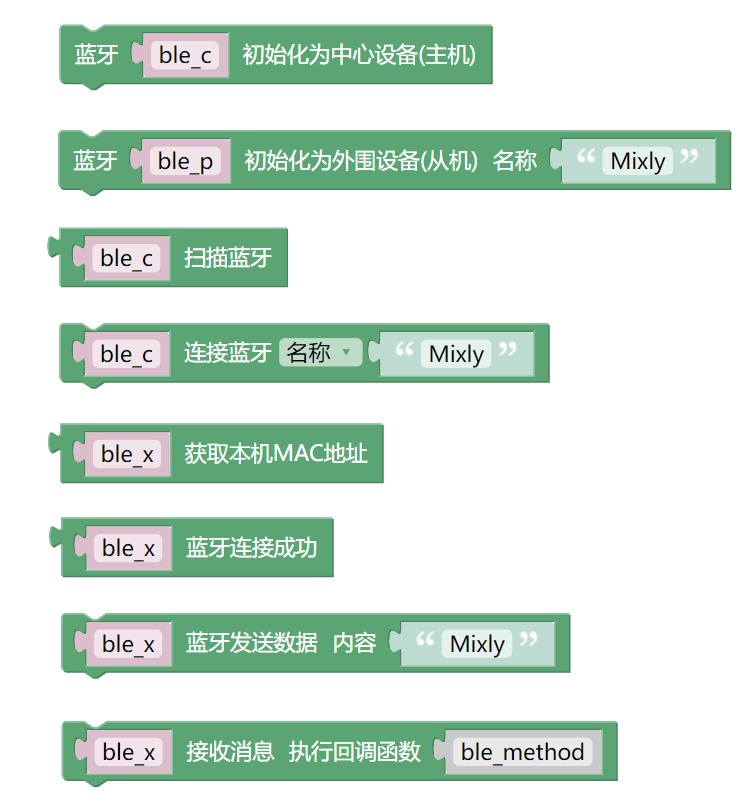 蓝牙 ble_c 初始化为中心设备(主机)
蓝牙 ble_p 初始化为外围设备(从机) 名称 “ Mixly ”
ble_c 扫描蓝牙
ble_c 连接蓝牙 名称 “ Mixly ”
ble_x 获取本机MAC地址
ble_x 蓝牙连接成功
ble_x 蓝牙发送数据 内容 “ Mixly ”
ble_x 接收消息 执行回调函数 ble_method